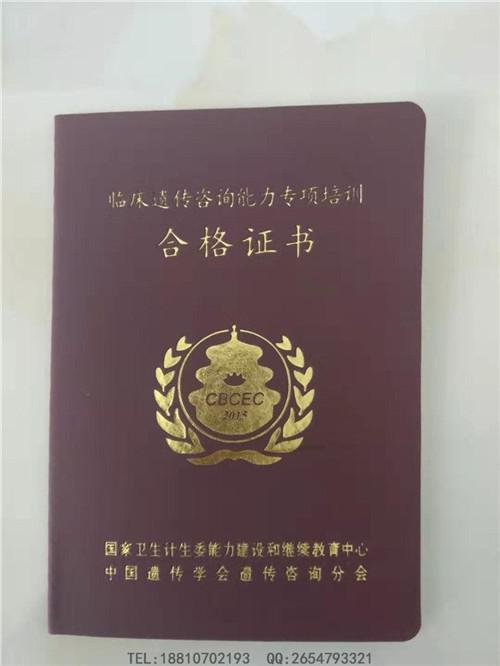 临床遗传咨询能力专项培训
合格证书
CBCEC
2015
国家卫生计生委能力建设和继续教育中心
中国遗传学会遗传咨询分会
TEL:18810702193 QQ:2654793321